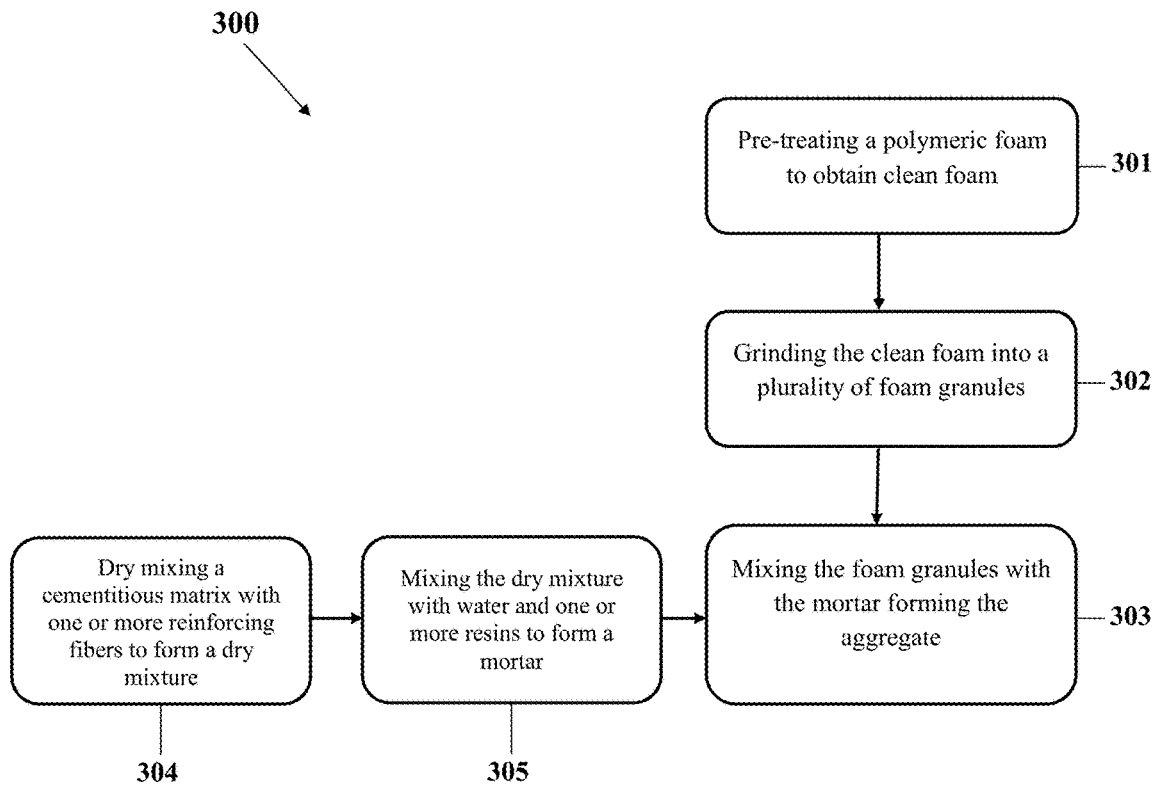 300
Pre-treating a polymeric foam
to obtain clean foam
301
Grinding the clean foam into a
plurality of foam granules
302
Mixing the foam granules with
the mortar forming the
aggregate
303
Dry mixing a
cementitious matrix with
one or more reinforcing
fibers to form a dry
mixture
304
Mixing the dry mixture
with water and one or
more resins to form a
mortar
305